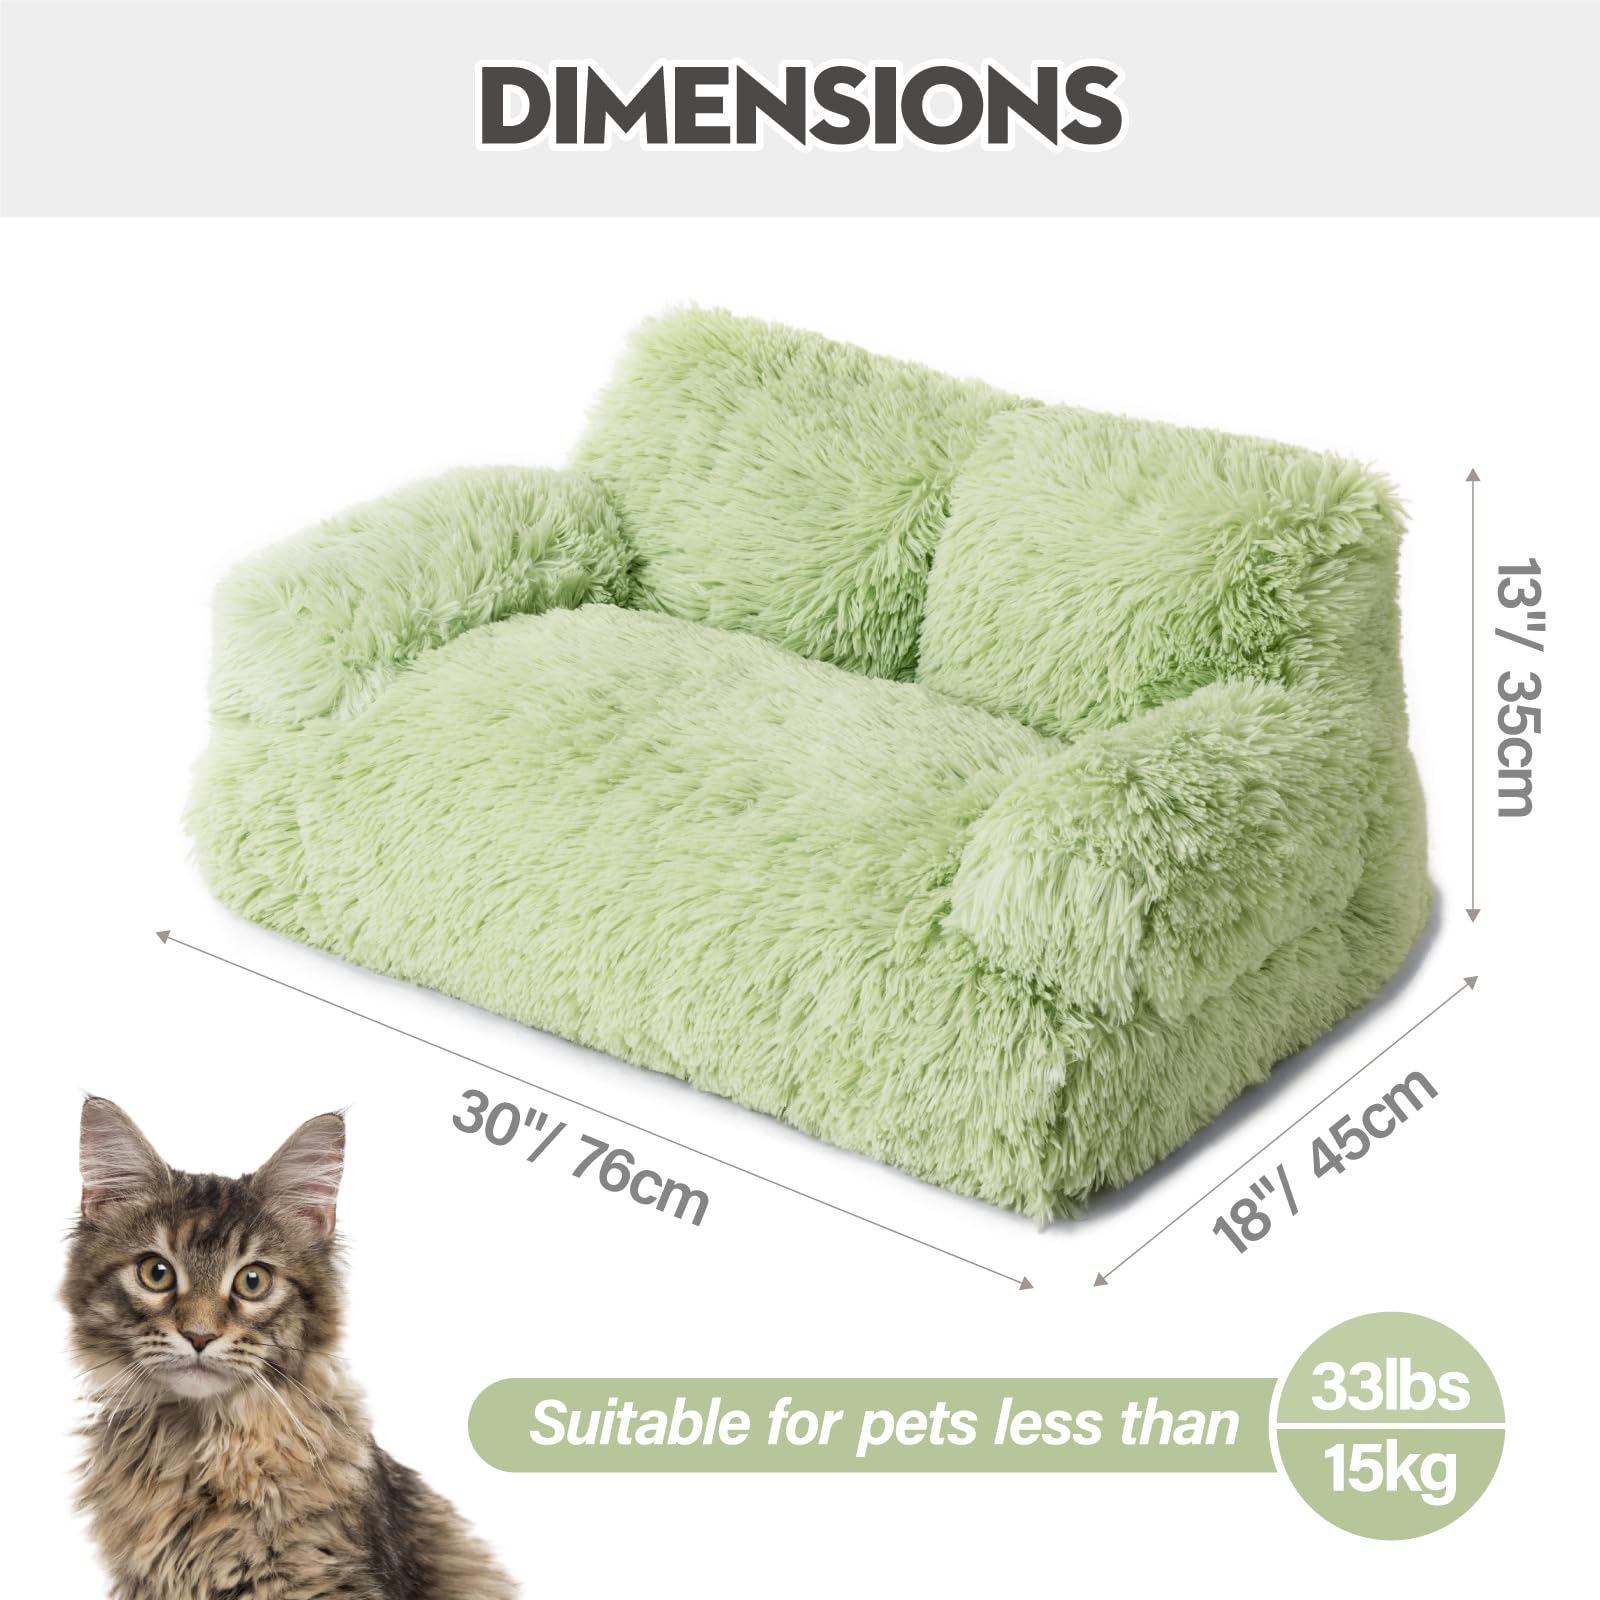 DIMENSIONS
13"/ 35cm
30"/ 76cm
18"/ 45cm
Suitable for pets less than
33lbs
15kg